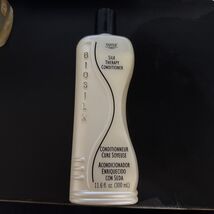 BIOSILK
SILK
THERAPY
CONDITIONER
CONDITIONNEUR
CURE SOYEUSE
ACONDICIONADOR
ENRIQUECIDO
CON SEDA
11.6 fl oz (300 mL)